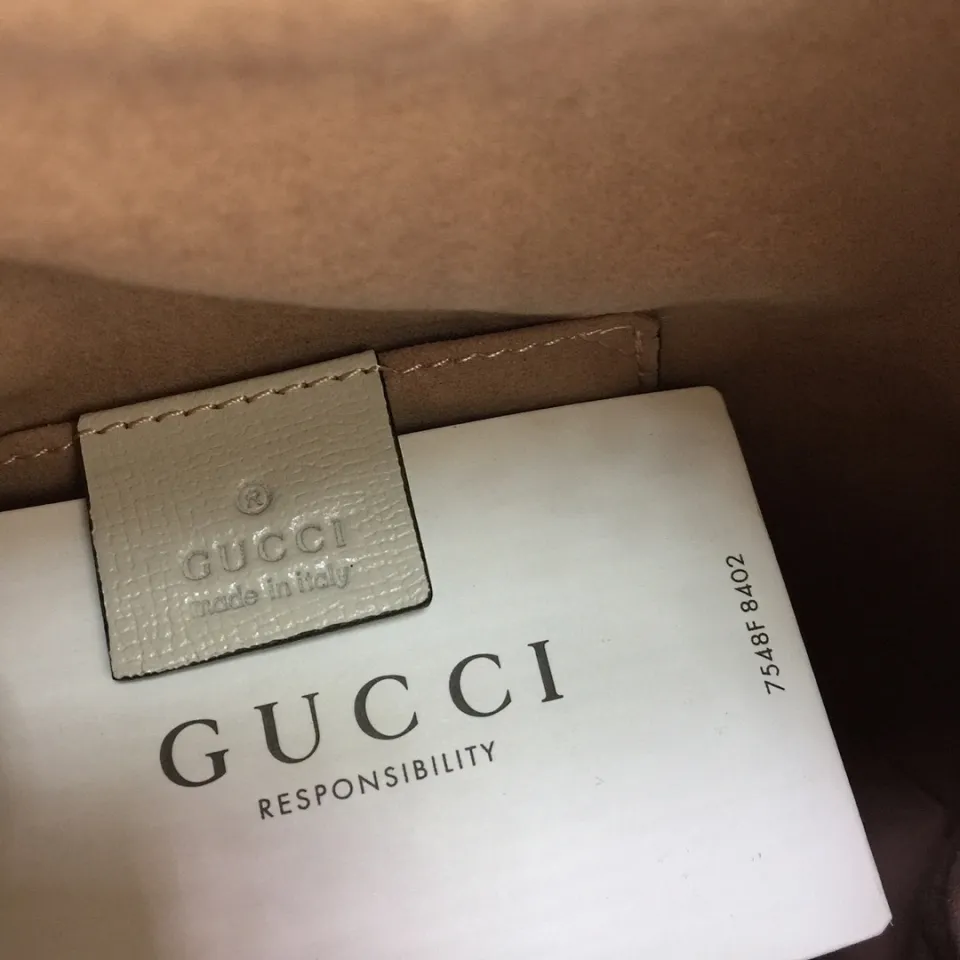 ®
GUCCI
made in italy
GUCCI
RESPONSIBILITY
7548F 8402